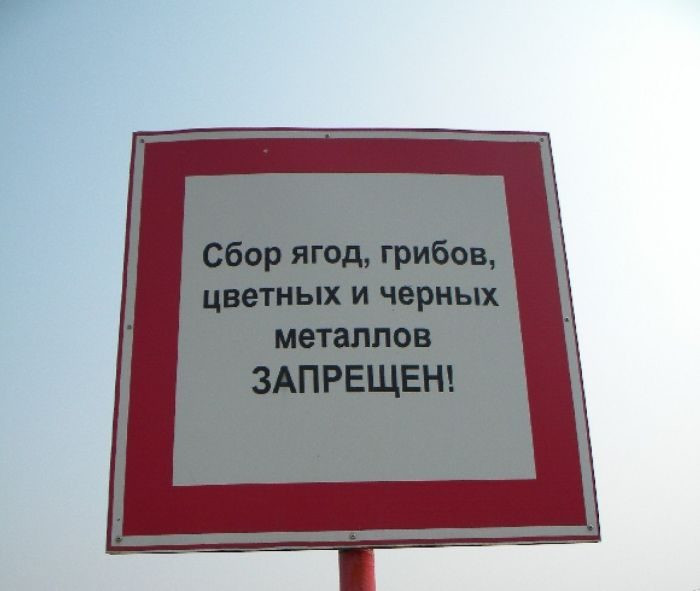 Сбор ягод, грибов,
цветных и черных
металлов
ЗАПРЕЩЕН!